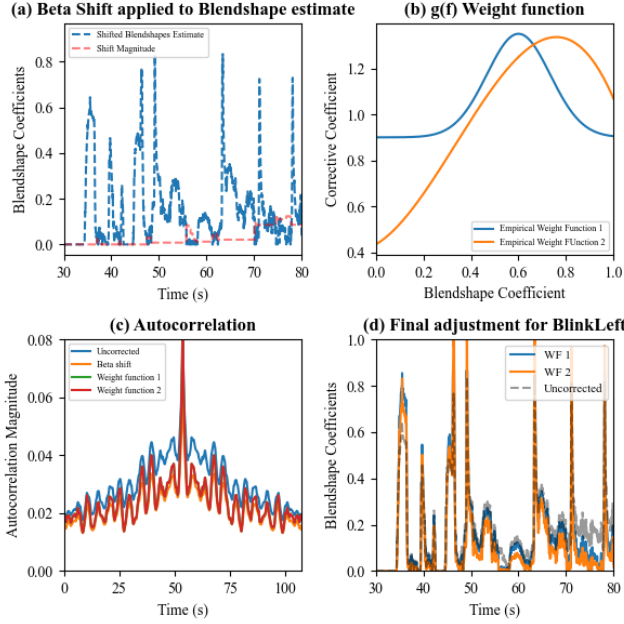 (a) Beta Shift applied to Blendshape estimate
Shifted Blendshapes Estimate
Shift Magnitude
Blendshape Coefficients
0.8
0.6
0.4
0.2
0.0
30 40 50 60 70 80
Time (s)
(b) g(f) Weight function
Corrective Coefficient
1.2
1.0
0.8
0.6
0.4
Empirical Weight Function 1
Empirical Weight FUnction 2
0.0 0.2 0.4 0.6 0.8 1.0
Blendshape Coefficient
(c) Autocorrelation
Uncorrected
Beta shift
Weight function 1
Weight function 2
Autocorrelation Magnitude
0.08
0.06
0.04
0.02
0.00
0 25 50 75 100
Time (s)
(d) Final adjustment for BlinkLeft
WF 1
WF 2
Uncorrected
Blendshape Coefficients
1.0
0.8
0.6
0.4
0.2
0.0
30 40 50 60 70 80
Time (s)